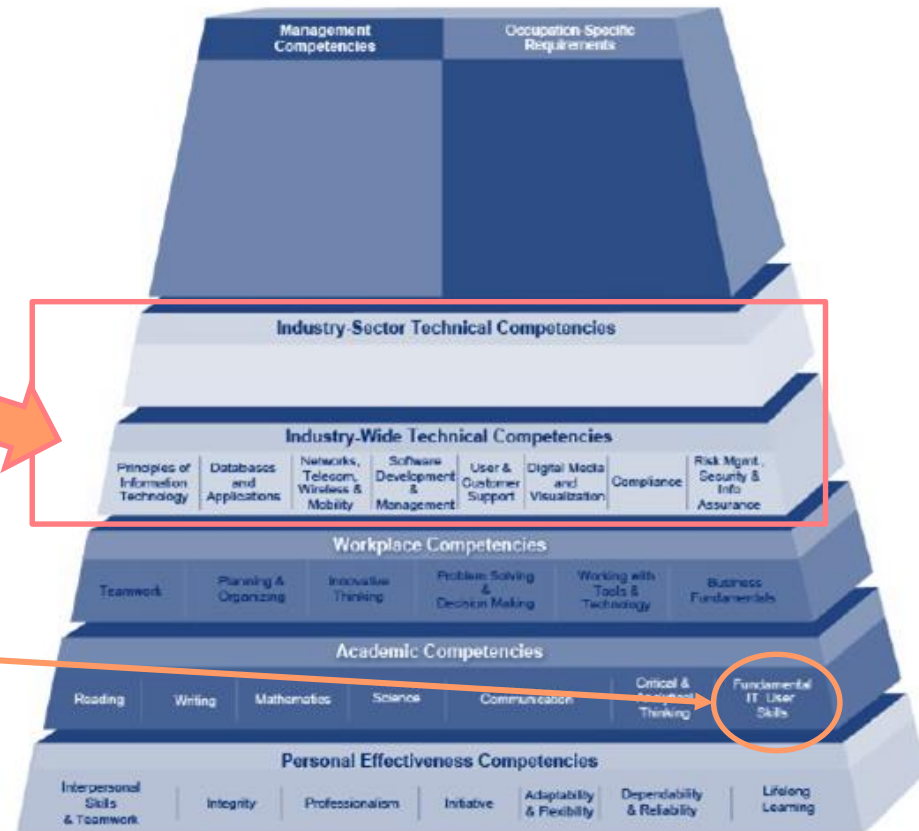 Management
Competencies
Occupation-Specific
Requirements
Industry-Sector Technical Competencies
Industry-Wide Technical Competencies
Principles of
Information
Technology
Databases
and
Applications
Networks,
Telecom,
Wireless &
Mobility
Software
Development
&
Management
User &
Customer
Support
Digital Media
and
Visualization
Compliance
Risk Mgmt.,
Security &
Info
Assurance
Workplace Competencies
Teamwork
Planning &
Organizing
Innovative
Thinking
Problem Solving
&
Decision Making
Working with
Tools &
Technology
Business
Fundamentals
Academic Competencies
Reading
Writing
Mathematics
Science
Communication
Critical &
Analytical
Thinking
Fundamental
IT User
Skills
Personal Effectiveness Competencies
Interpersonal
Skills
& Teamwork
Integrity
Professionalism
Initiative
Adaptability
& Flexibility
Dependability
& Reliability
Lifelong
Learning